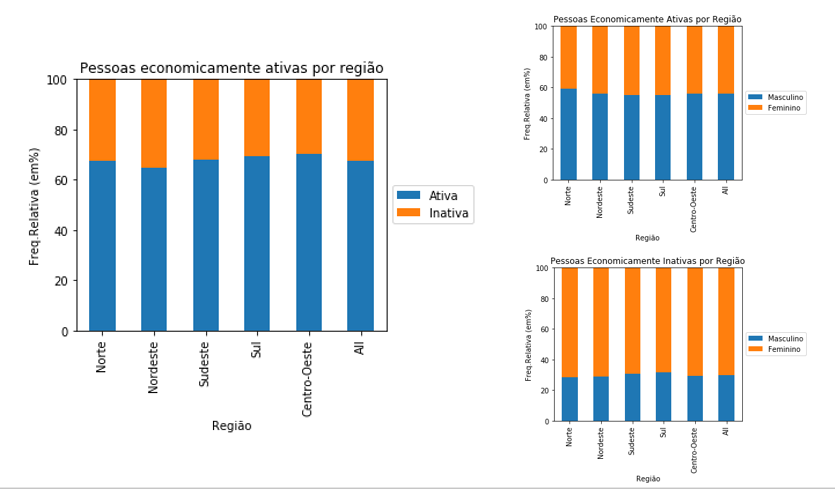 Pessoas economicamente ativas por região
100
80
60
40
20
0
Freq.Relativa (em%)
Norte
Nordeste
Sudeste
Sul
Centro-Oeste
All
Região
Ativa
Inativa
Pessoas Economicamente Ativas por Região
100
80
60
40
20
0
Freq.Relativa (em%)
Norte
Nordeste
Sudeste
Sul
Centro-Oeste
All
Região
Masculino
Feminino
Pessoas Economicamente Inativas por Região
100
80
60
40
20
0
Freq.Relativa (em%)
Norte
Nordeste
Sudeste
Sul
Centro-Oeste
All
Região
Masculino
Feminino